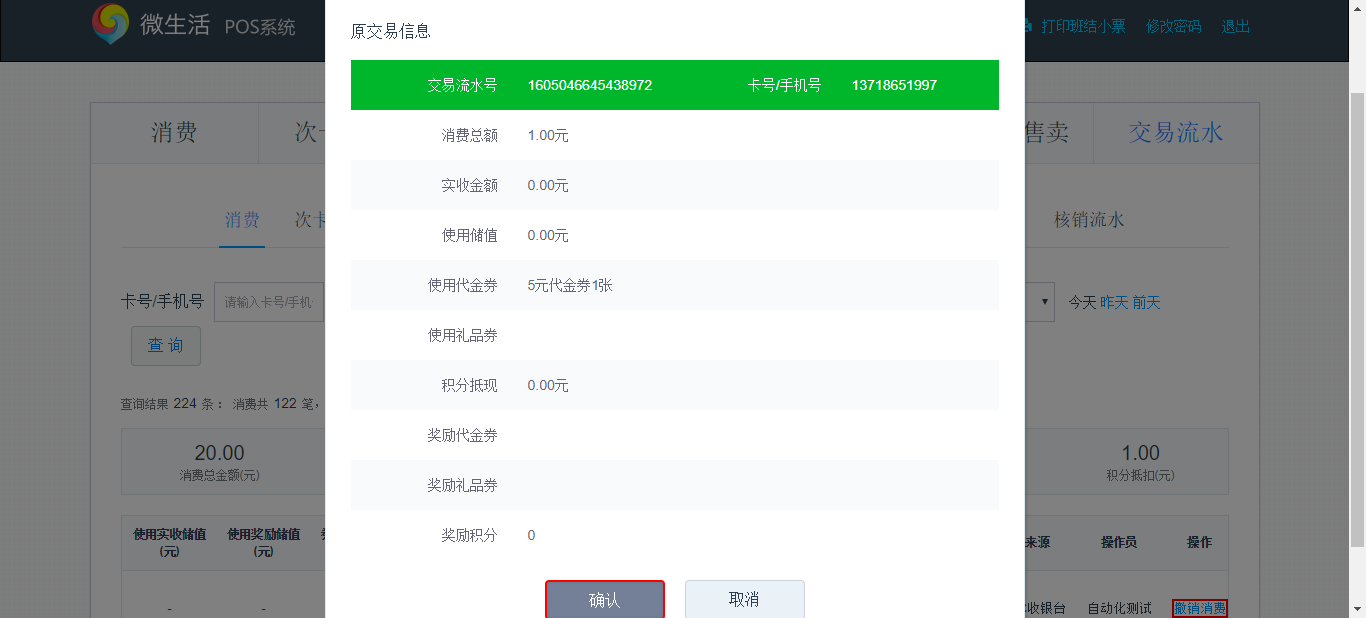 微生活 POS系统
打印班结小票 修改密码 退出
原交易信息
交易流水号 1605046645438972 卡号/手机号 13718651997
消费总额 1.00元
实收金额 0.00元
使用储值 0.00元
使用代金券 5元代金券1张
使用礼品券
积分抵现 0.00元
奖励代金券
奖励礼品券
奖励积分 0
确认 取消
消费 次 售卖 交易流水
消费 次卡 核销流水
卡号/手机号 请输入卡号/手机 今天 昨天 前天
查 询
查询结果 224 条： 消费共 122 笔，
20.00 1.00
消费总金额(元) 积分抵扣(元)
使用实收储值(元) 使用奖励储值(元) 来源 操作员 操作
- - 收银台 自动化测试 撤销消费